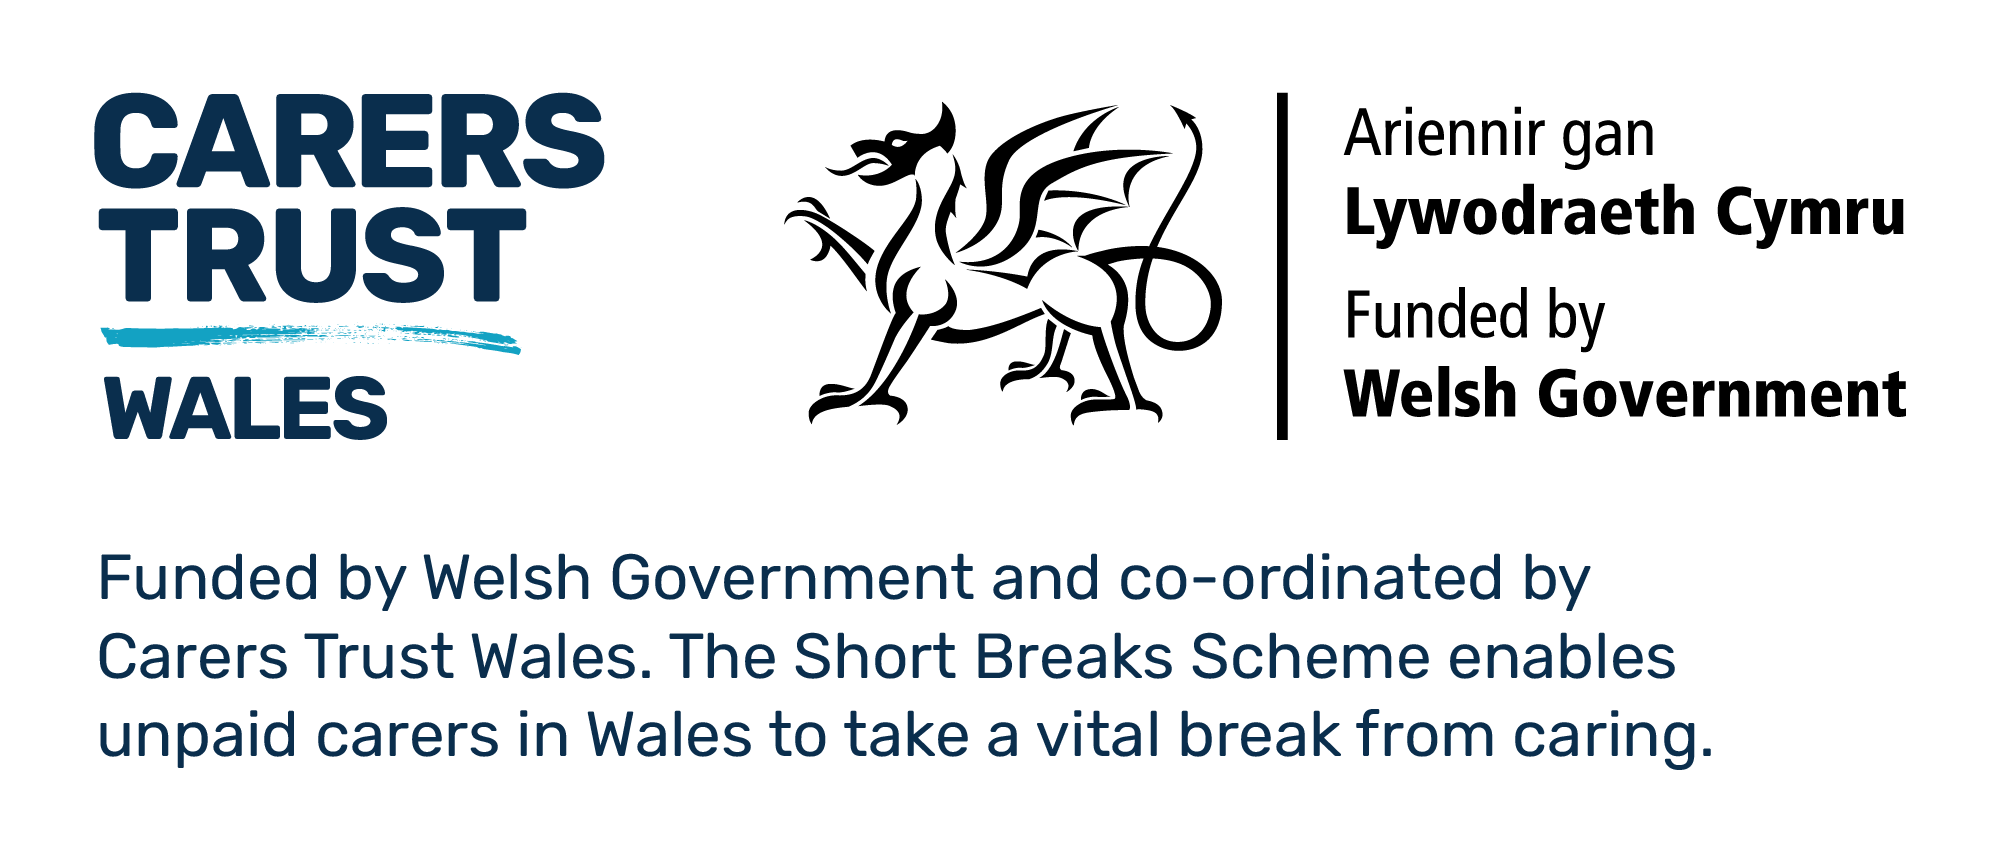 CARERS
TRUST
WALES
Ariennir gan
Lywodraeth Cymru
Funded by
Welsh Government
Funded by Welsh Government and co-ordinated by
Carers Trust Wales. The Short Breaks Scheme enables
unpaid carers in Wales to take a vital break from caring.